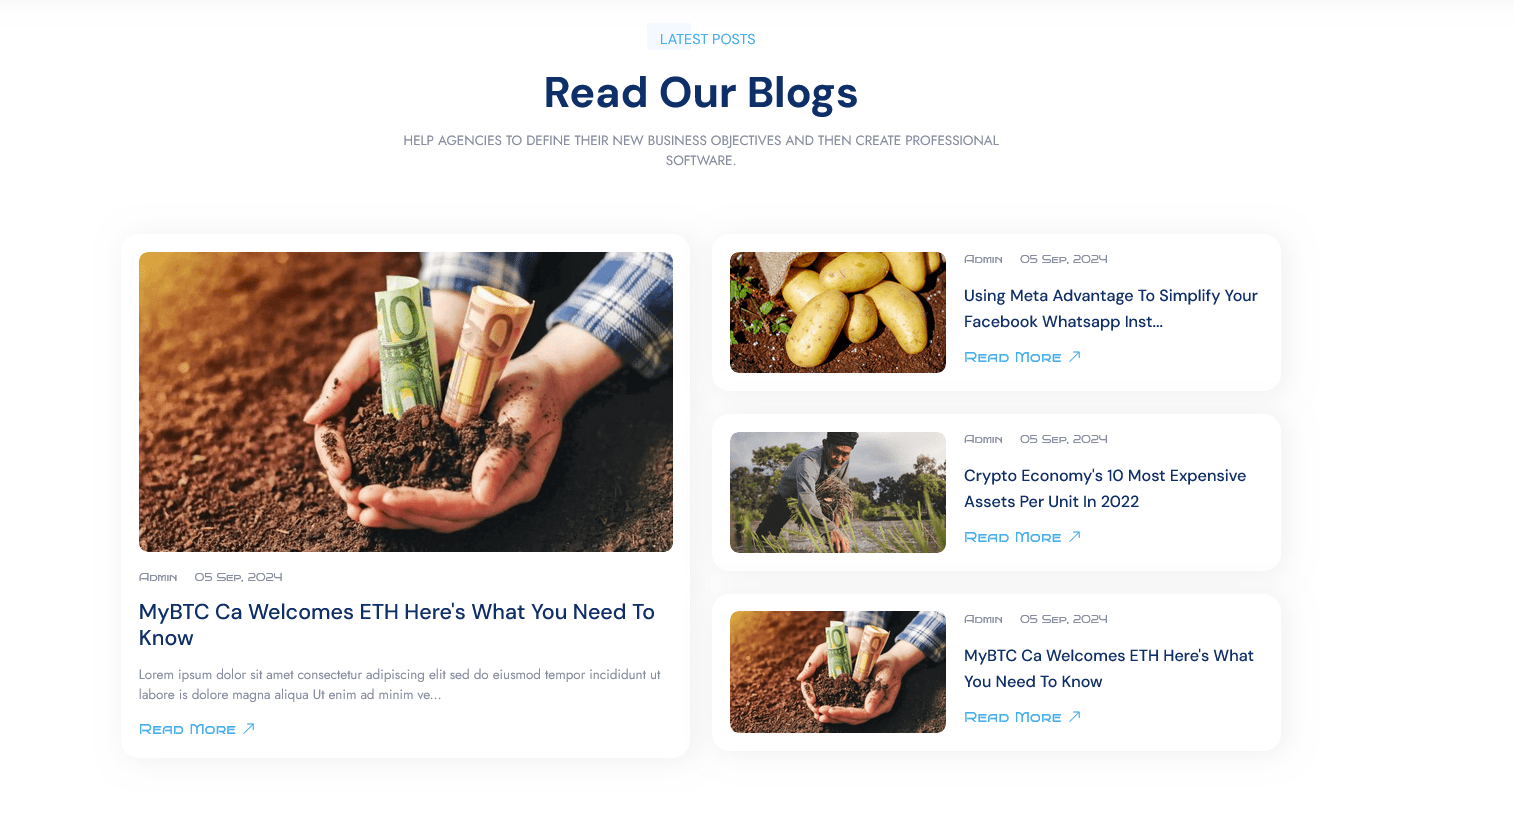 LATEST POSTS
Read Our Blogs
HELP AGENCIES TO DEFINE THEIR NEW BUSINESS OBJECTIVES AND THEN CREATE PROFESSIONAL
SOFTWARE.
10
50
Admin 05 Sep, 2024
MyBTC Ca Welcomes ETH Here's What You Need To
Know
Lorem ipsum dolor sit amet consectetur adipiscing elit sed do eiusmod tempor incididunt ut
labore is dolore magna aliqua Ut enim ad minim ve...
Read More
Admin 05 Sep, 2024
Using Meta Advantage To Simplify Your
Facebook Whatsapp Inst...
Read More
Admin 05 Sep, 2024
Crypto Economy's 10 Most Expensive
Assets Per Unit In 2022
Read More
10
50
Admin 05 Sep, 2024
MyBTC Ca Welcomes ETH Here's What
You Need To Know
Read More